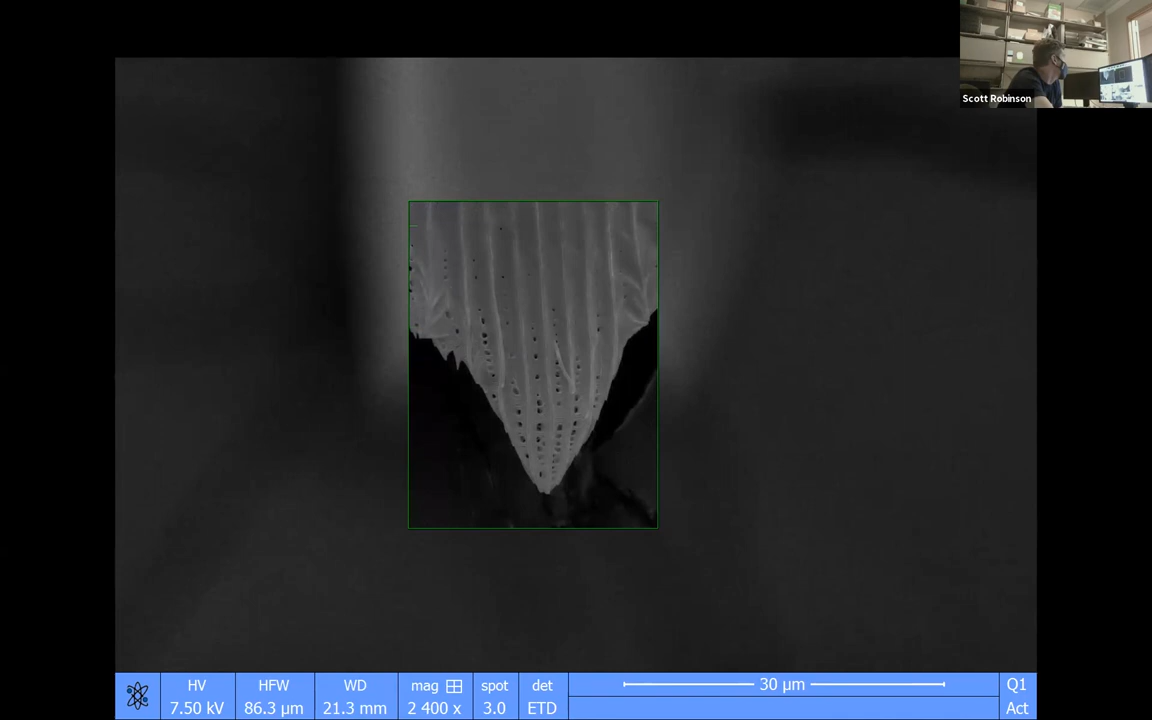 Scott Robinson
HV HFW WD mag spot det 30 µm Q1
7.50 kV 86.3 µm 21.3 mm 2 400 x 3.0 ETD Act